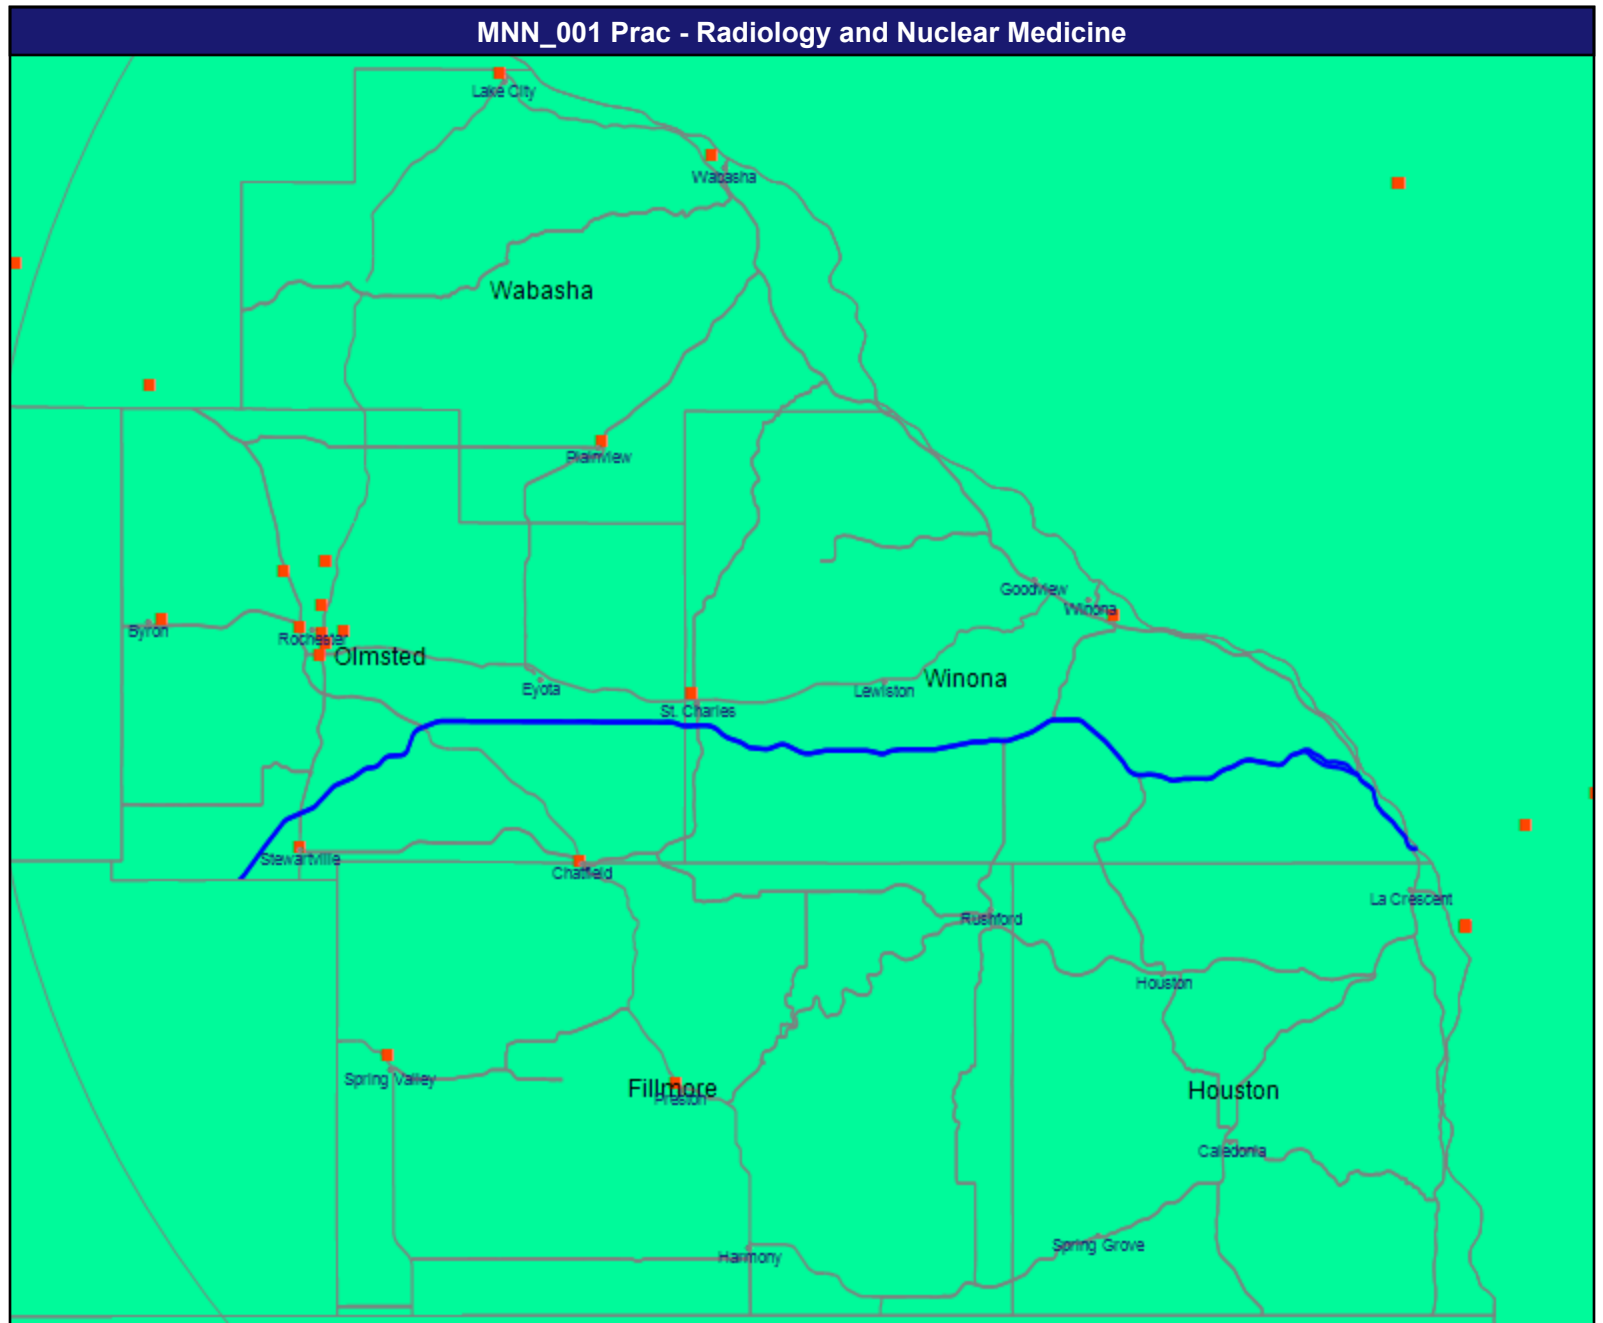 MNN_001 Prac - Radiology and Nuclear Medicine
Lake City
Wabasha
Wabasha
Plainview
Goodview
Winona
Byron
Rochester
Olmsted
Eyota
Winona
Lewiston
St. Charles
Stewartville
Chatfield
La Crescent
Rushford
Houston
Spring Valley
Fillmore
Preston
Houston
Caledonia
Spring Grove
Harmony